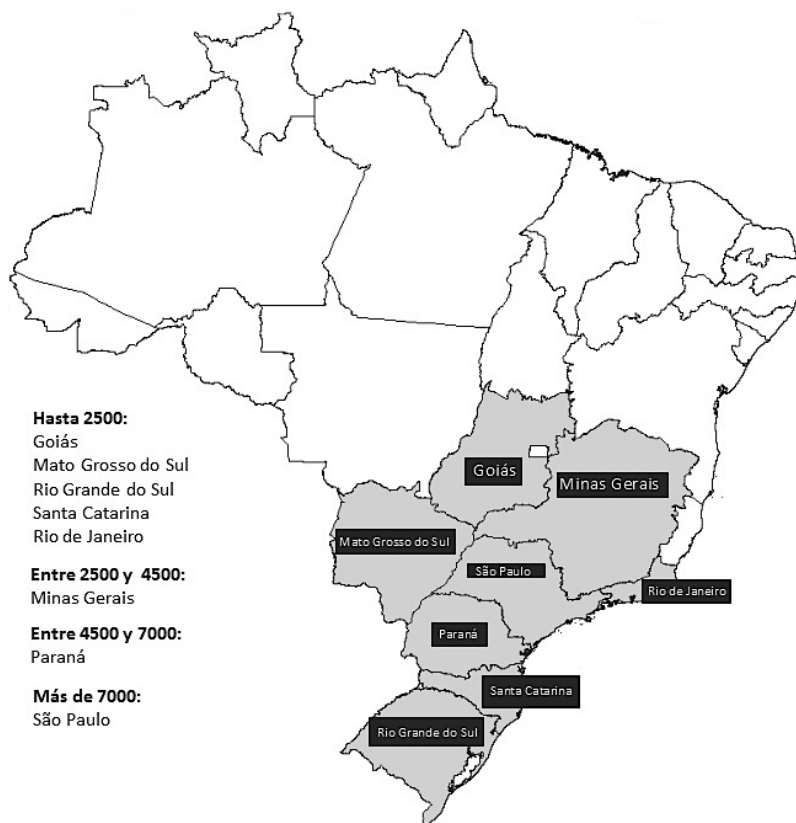 Hasta 2500:
Goiás
Mato Grosso do Sul
Rio Grande do Sul
Santa Catarina
Rio de Janeiro
Entre 2500 y 4500:
Minas Gerais
Entre 4500 y 7000:
Paraná
Más de 7000:
São Paulo
Goiás
Minas Gerais
Mato Grosso do Sul
São Paulo
Rio de Janeiro
Paraná
Santa Catarina
Rio Grande do Sul